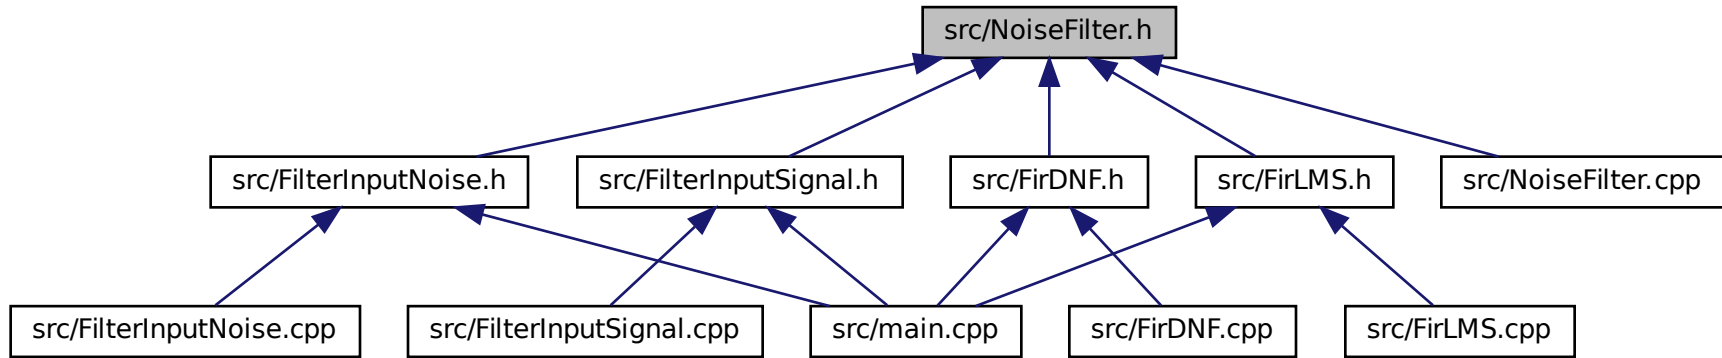 src/NoiseFilter.h
src/FilterInputNoise.h
src/FilterInputSignal.h
src/FirDNF.h
src/FirLMS.h
src/NoiseFilter.cpp
src/FilterInputNoise.cpp
src/FilterInputSignal.cpp
src/main.cpp
src/FirDNF.cpp
src/FirLMS.cpp